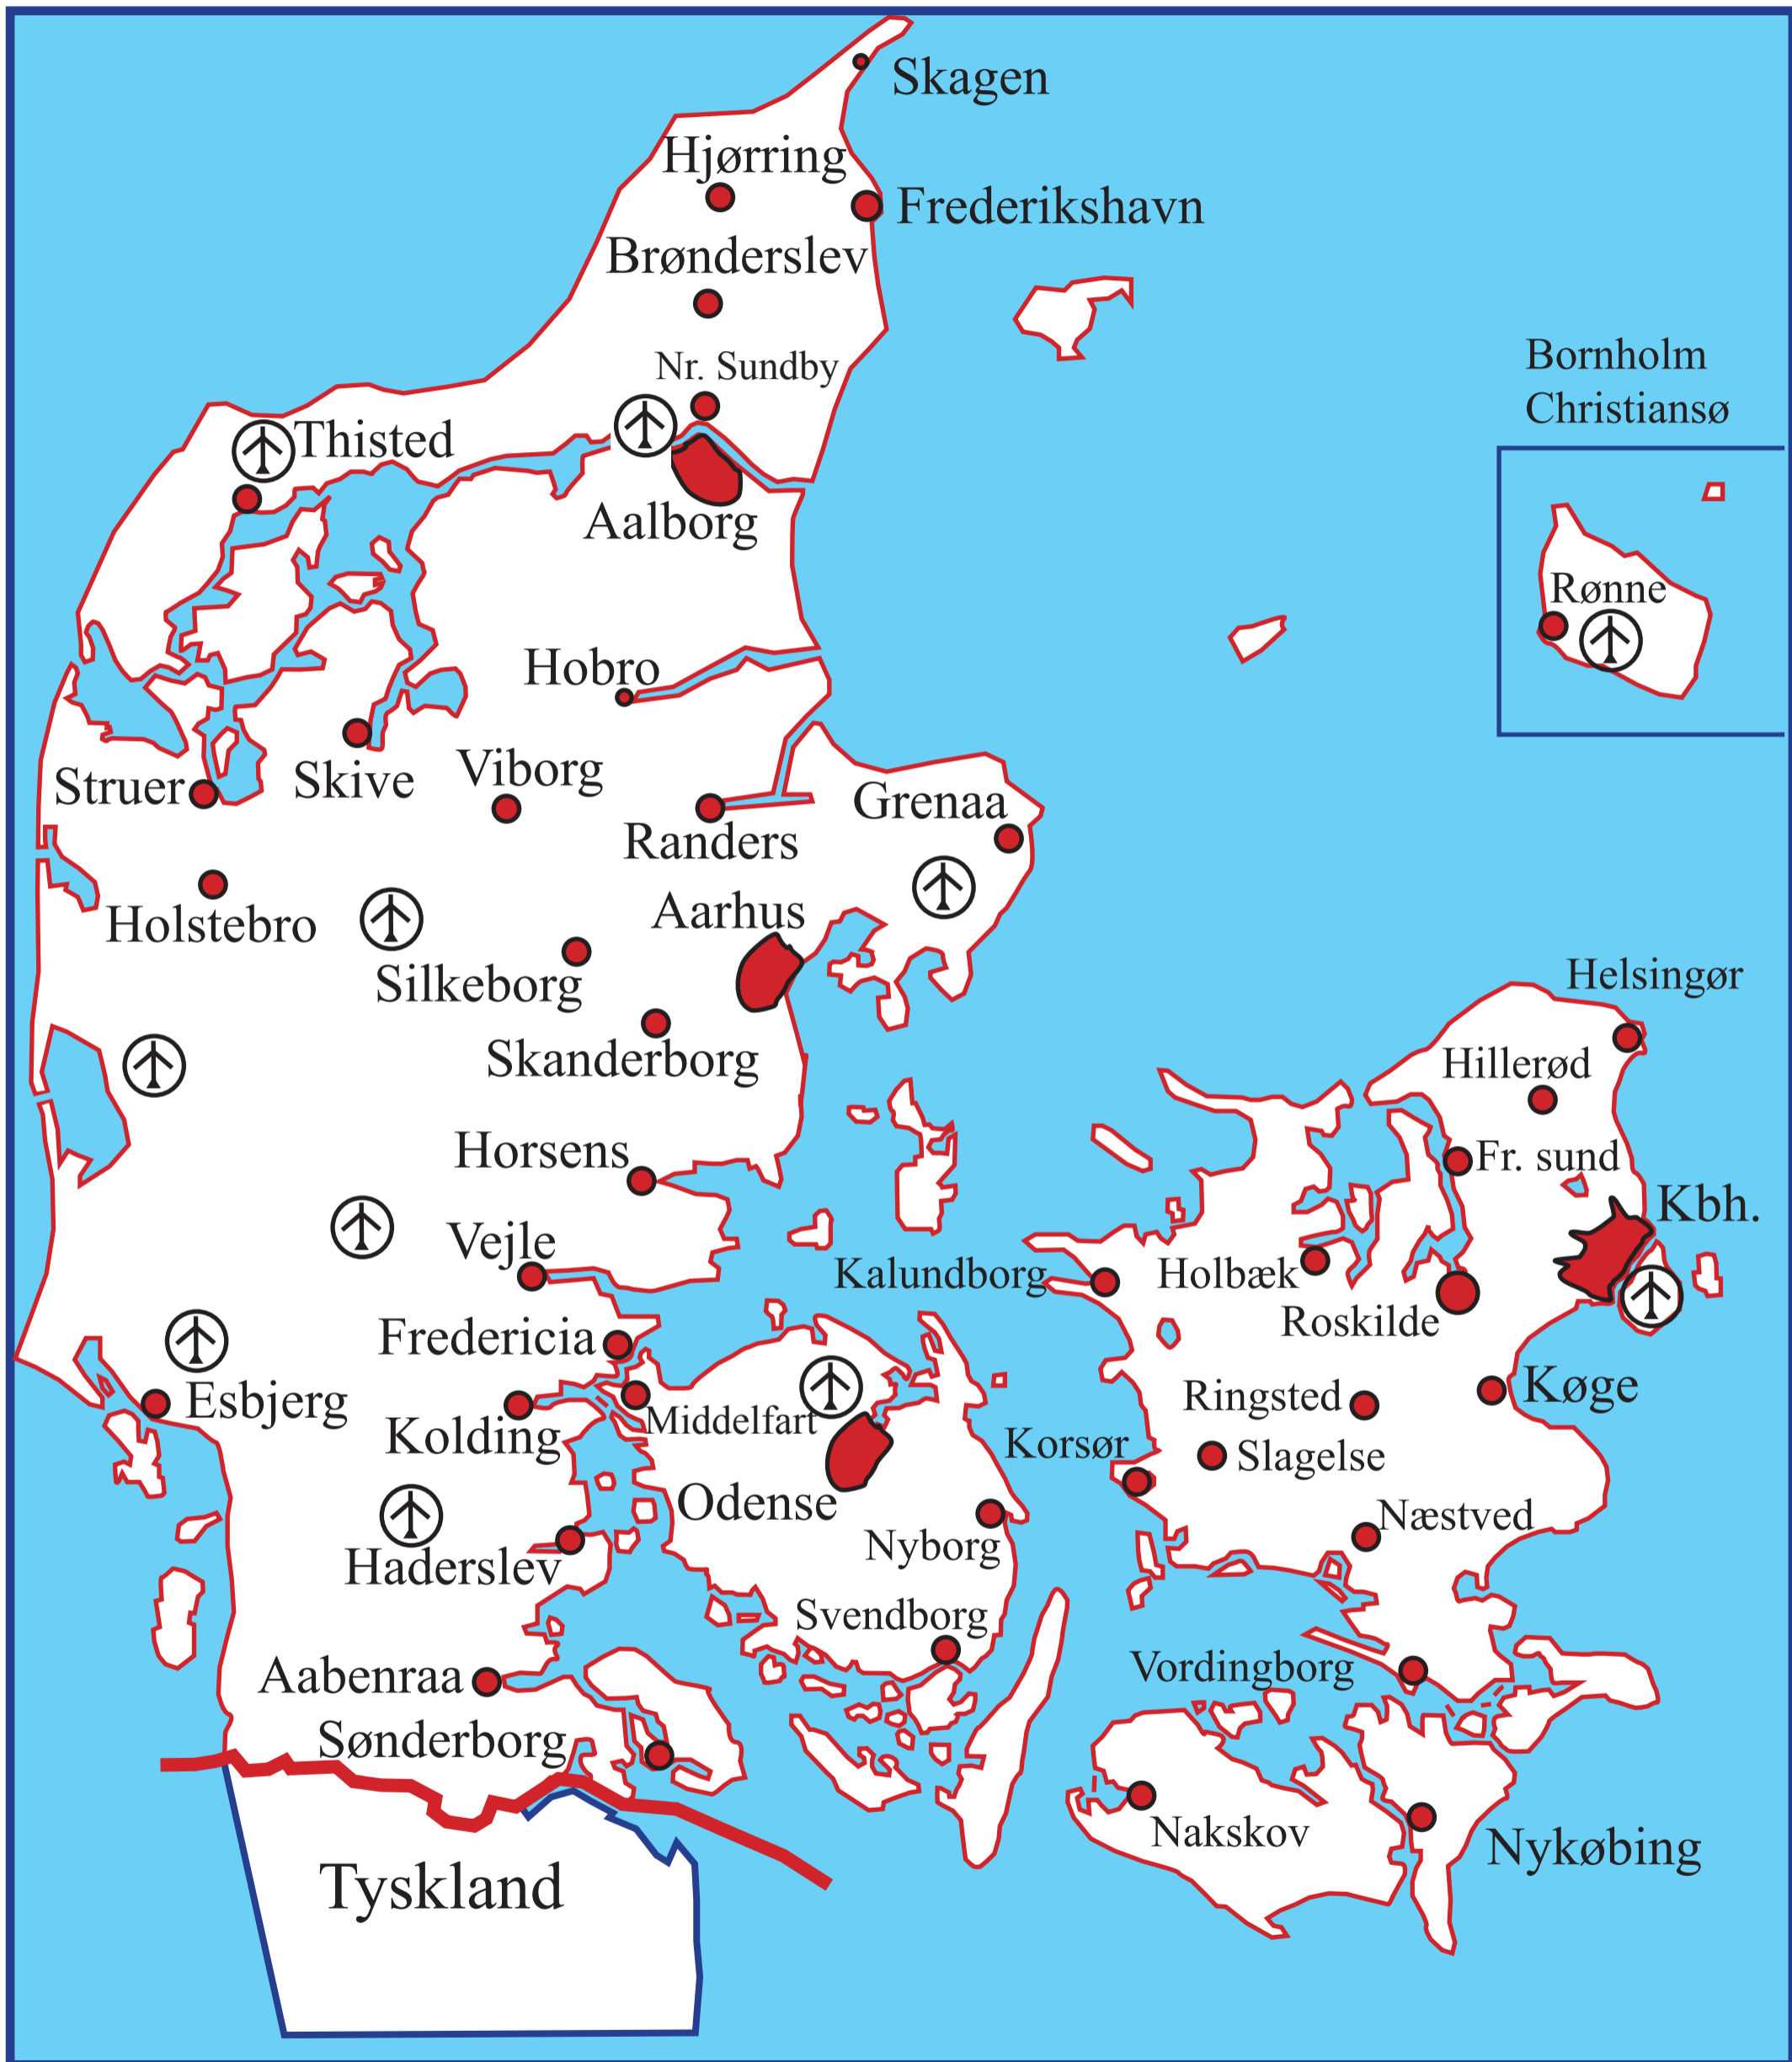 Skagen
Hjørring
Frederikshavn
Brønderslev
Nr. Sundby
Bornholm
Christiansø
Thisted
Aalborg
Rønne
Hobro
Viborg
Struer
Skive
Grenaa
Randers
Aarhus
Holstebro
Silkeborg
Helsingør
Skanderborg
Hillerød
Horsens
Fr. sund
Kbh.
Vejle
Kalundborg
Holbæk
Roskilde
Fredericia
Esbjerg
Køge
Ringsted
Middelfart
Kolding
Korsør
Slagelse
Odense
Næstved
Nyborg
Haderslev
Svendborg
Vordingborg
Aabenraa
Sønderborg
Nakskov
Nykøbing
Tyskland